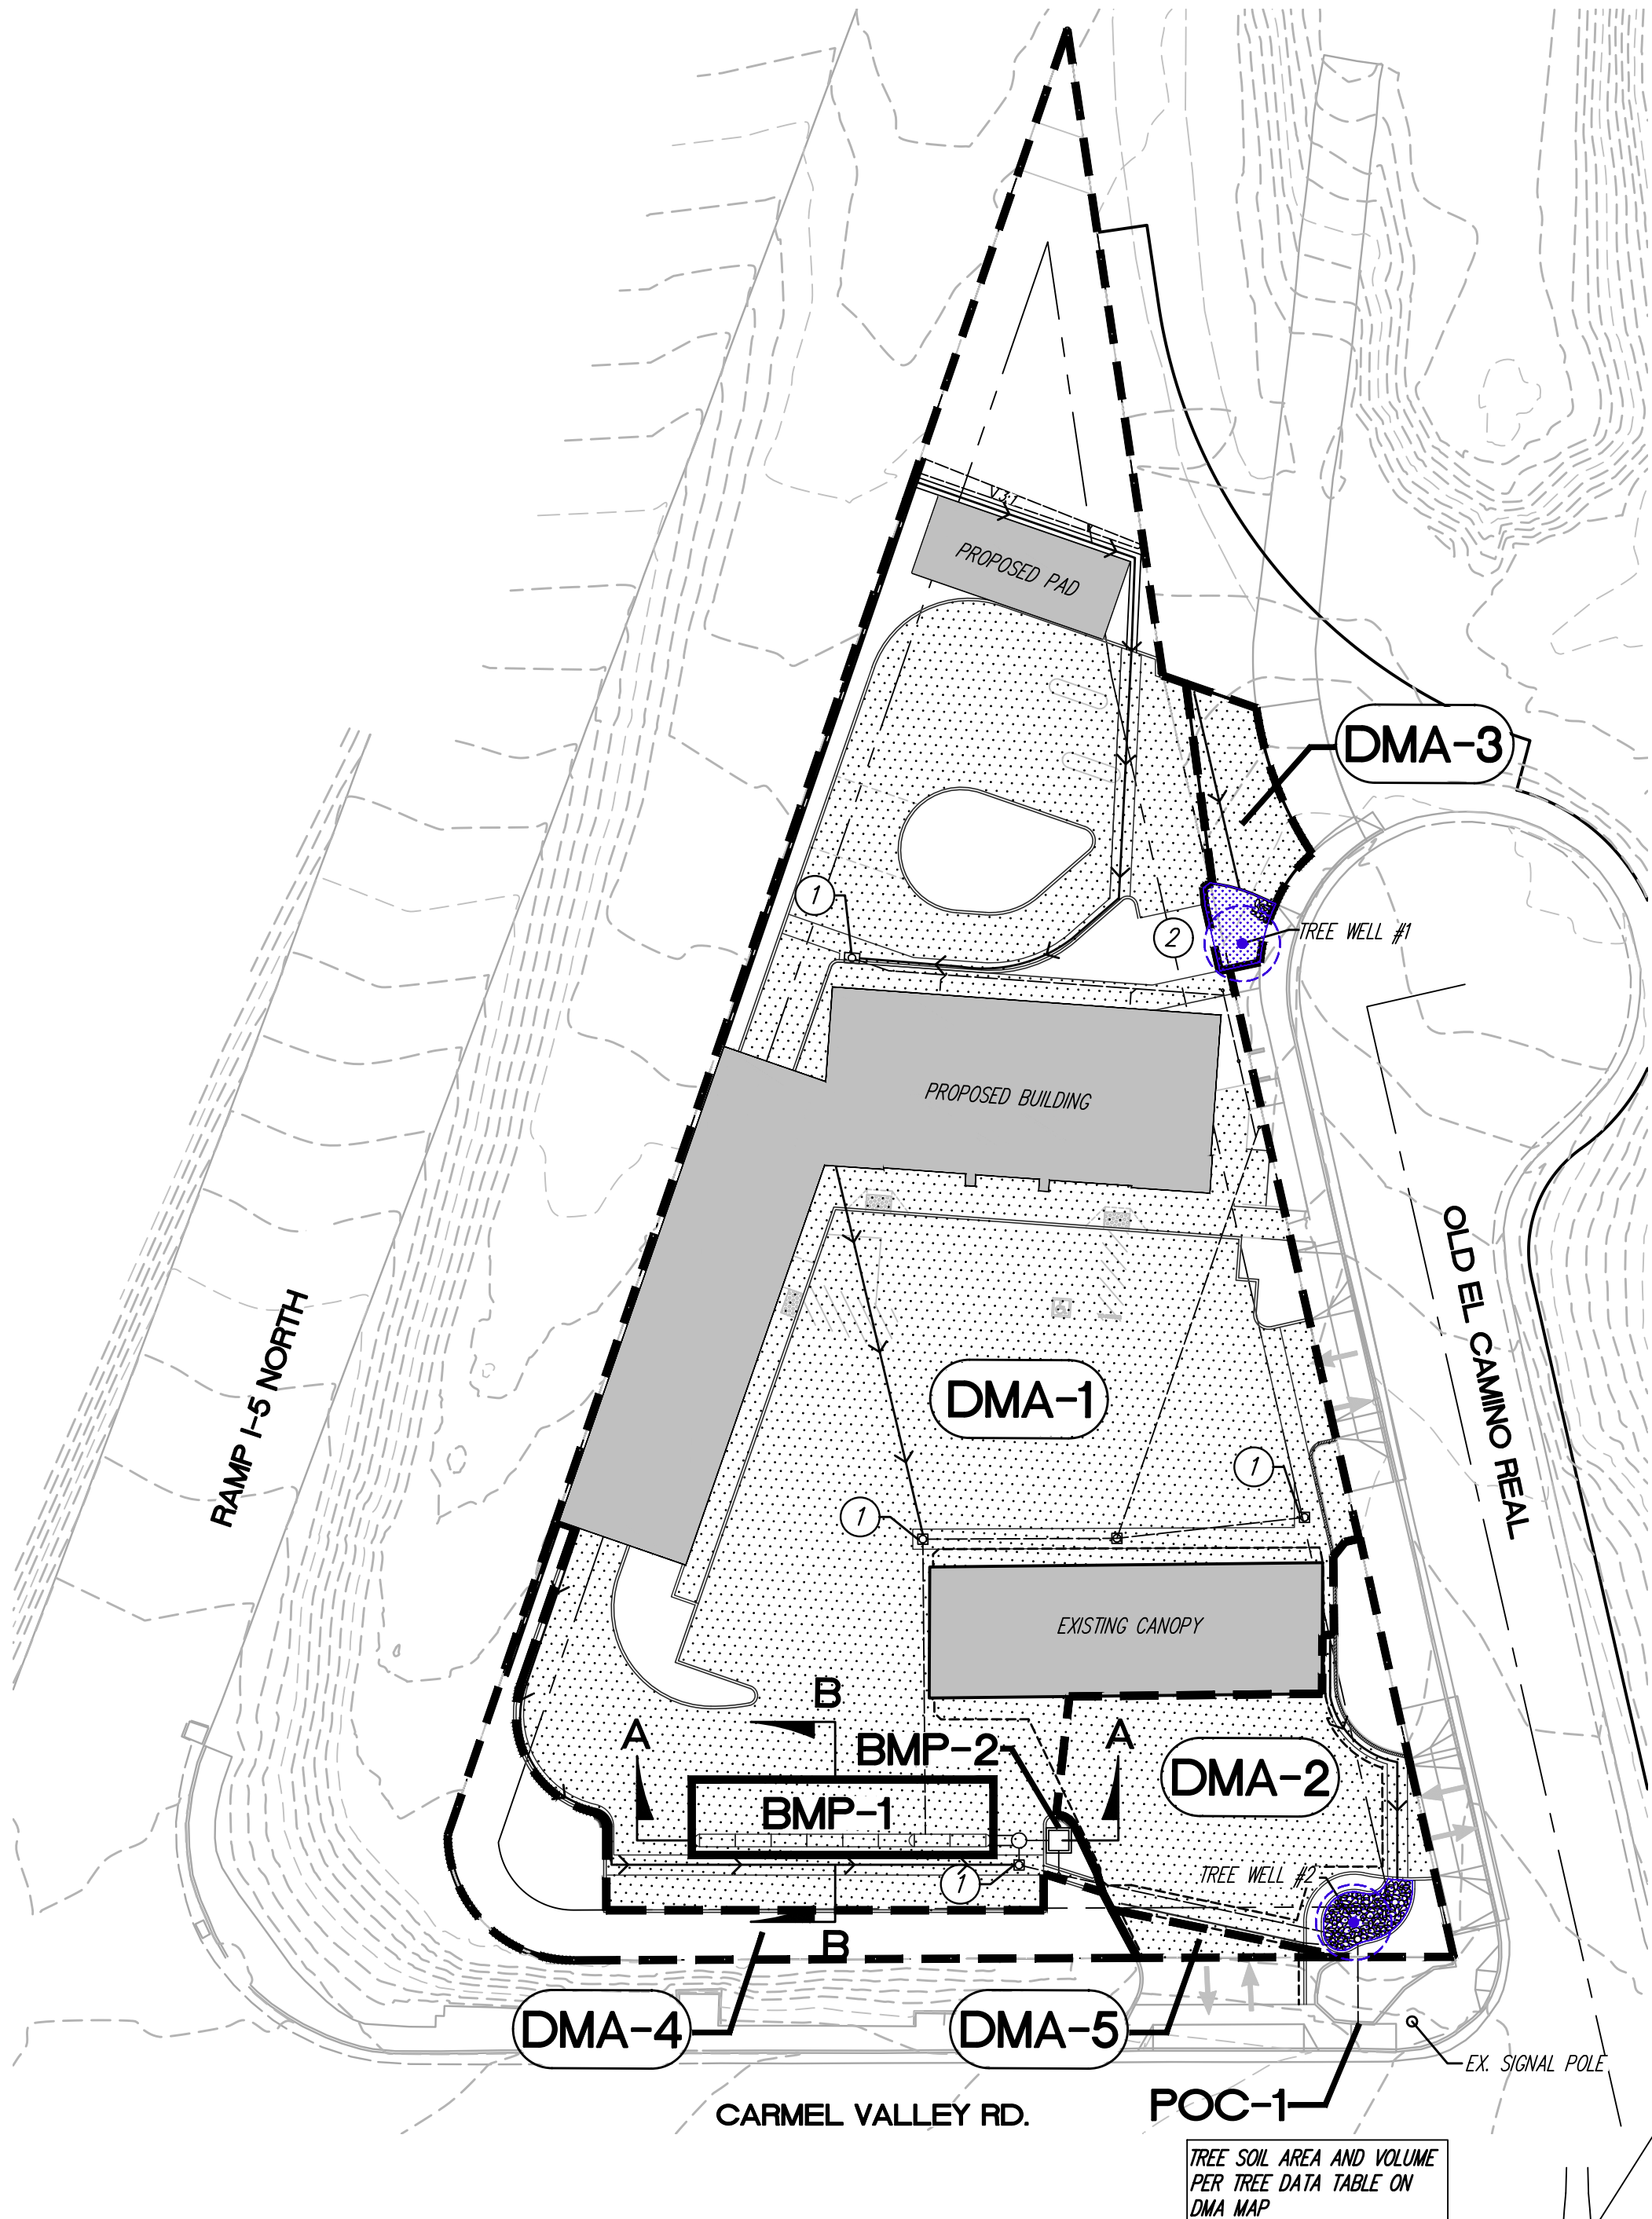 V3:1
PROPOSED PAD
DMA-3
1
2
TREE WELL #1
PROPOSED BUILDING
OLD EL CAMINO REAL
RAMP I-5 NORTH
DMA-1
1
1
EXISTING CANOPY
B
A
BMP-2
A
DMA-2
BMP-1
TREE WELL #2
1
B
DMA-4
DMA-5
EX. SIGNAL POLE
POC-1
CARMEL VALLEY RD.
TREE SOIL AREA AND VOLUME
PER TREE DATA TABLE ON
DMA MAP